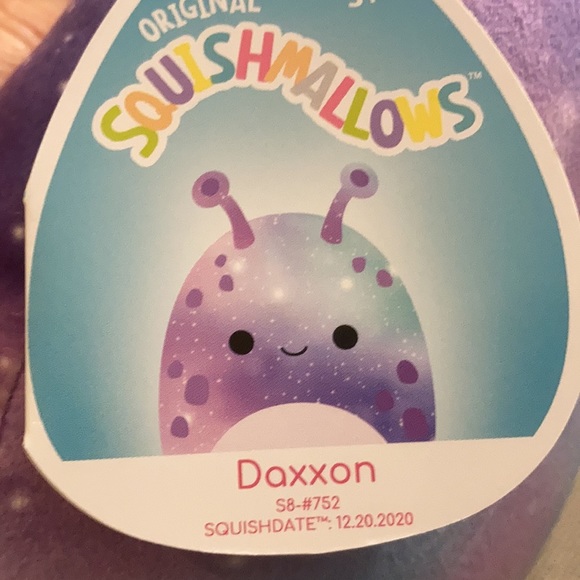 ORIGINAL
SQUISHMALLOWS™
Daxxon
S8-#752
SQUISHDATE™: 12.20.2020